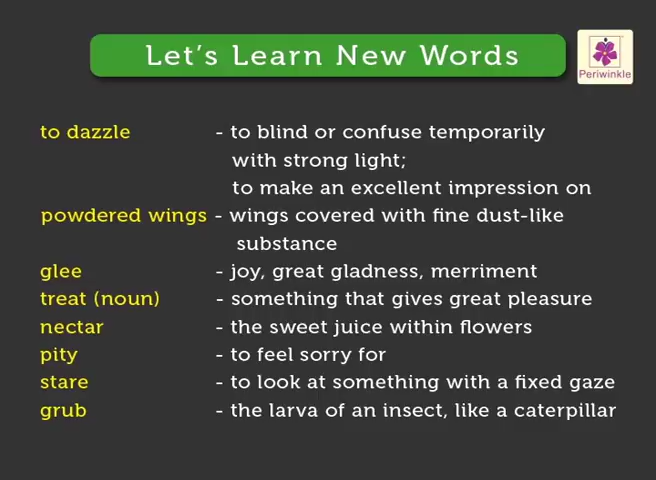 Let's Learn New Words
Periwinkle
to dazzle - to blind or confuse temporarily
with strong light;
to make an excellent impression on
powdered wings - wings covered with fine dust-like
substance
glee - joy, great gladness, merriment
treat (noun) - something that gives great pleasure
nectar - the sweet juice within flowers
pity - to feel sorry for
stare - to look at something with a fixed gaze
grub - the larva of an insect, like a caterpillar